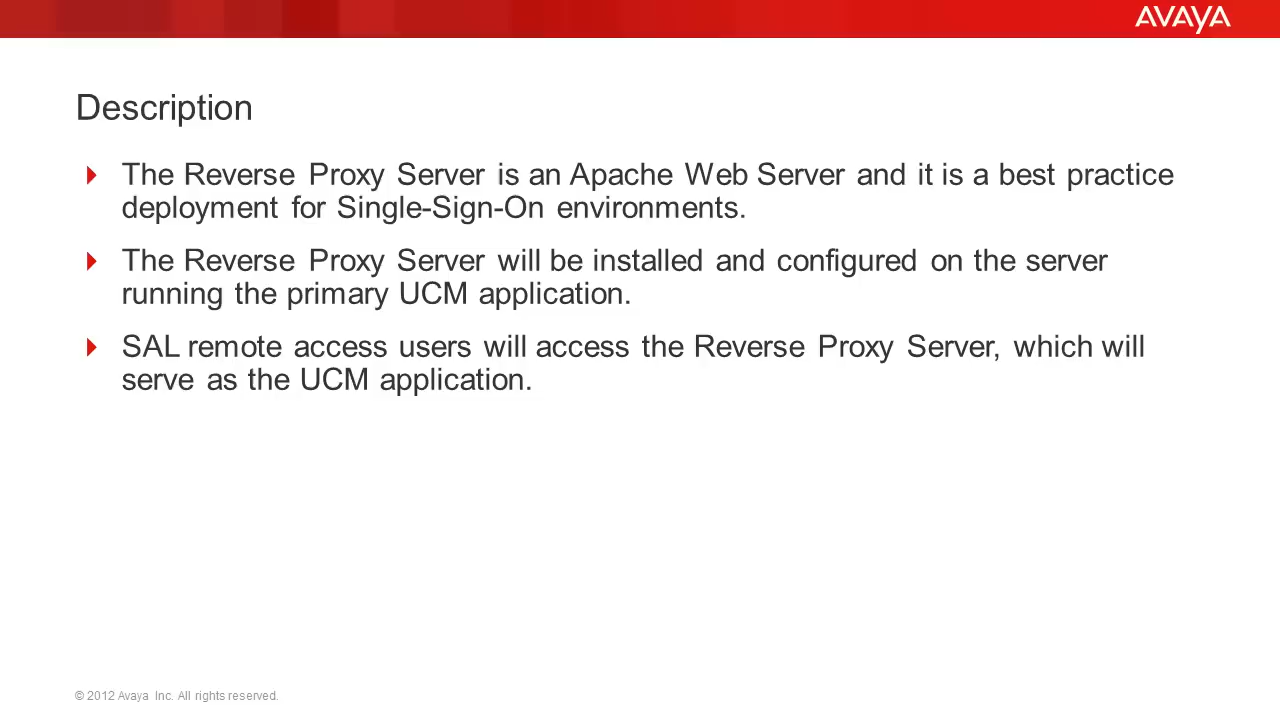 AVAYA
Description
The Reverse Proxy Server is an Apache Web Server and it is a best practice
deployment for Single-Sign-On environments.
The Reverse Proxy Server will be installed and configured on the server
running the primary UCM application.
SAL remote access users will access the Reverse Proxy Server, which will
serve as the UCM application.
© 2012 Avaya Inc. All rights reserved.